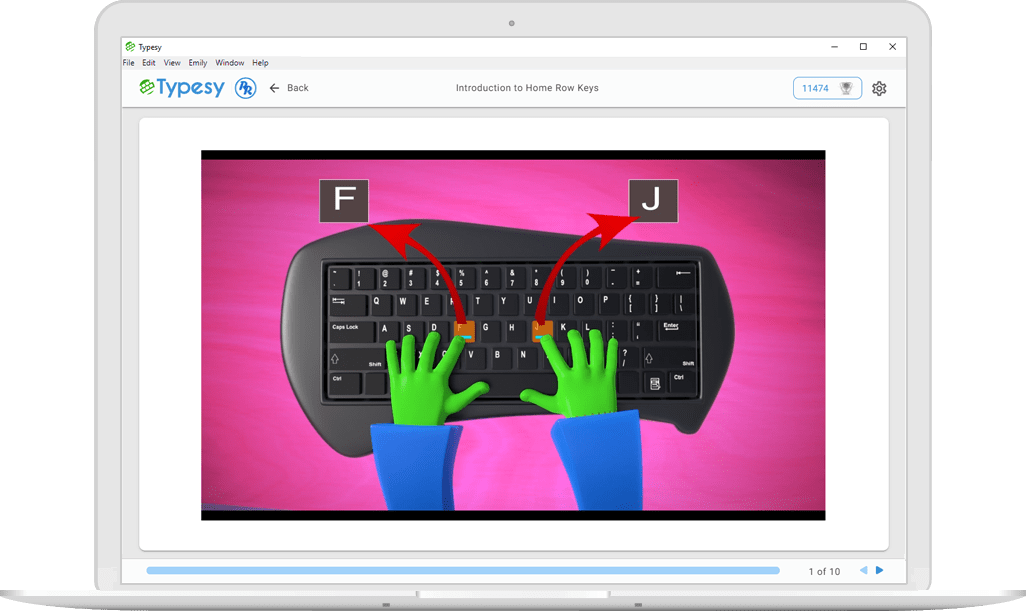 Typesy
File Edit View Emily Window Help
Typesy Back Introduction to Home Row Keys 11474
F J
~ ! @ # $ % ^ & * ( ) - +
1 2 3 4 5 6 7 8 9 0 =
Q W E R T Y U I O P { } |
[ ] \
Caps Lock A S D F G H J K L : " Enter
; '
Shift X C V B N ? Shift
/
Ctrl Ctrl
1 of 10